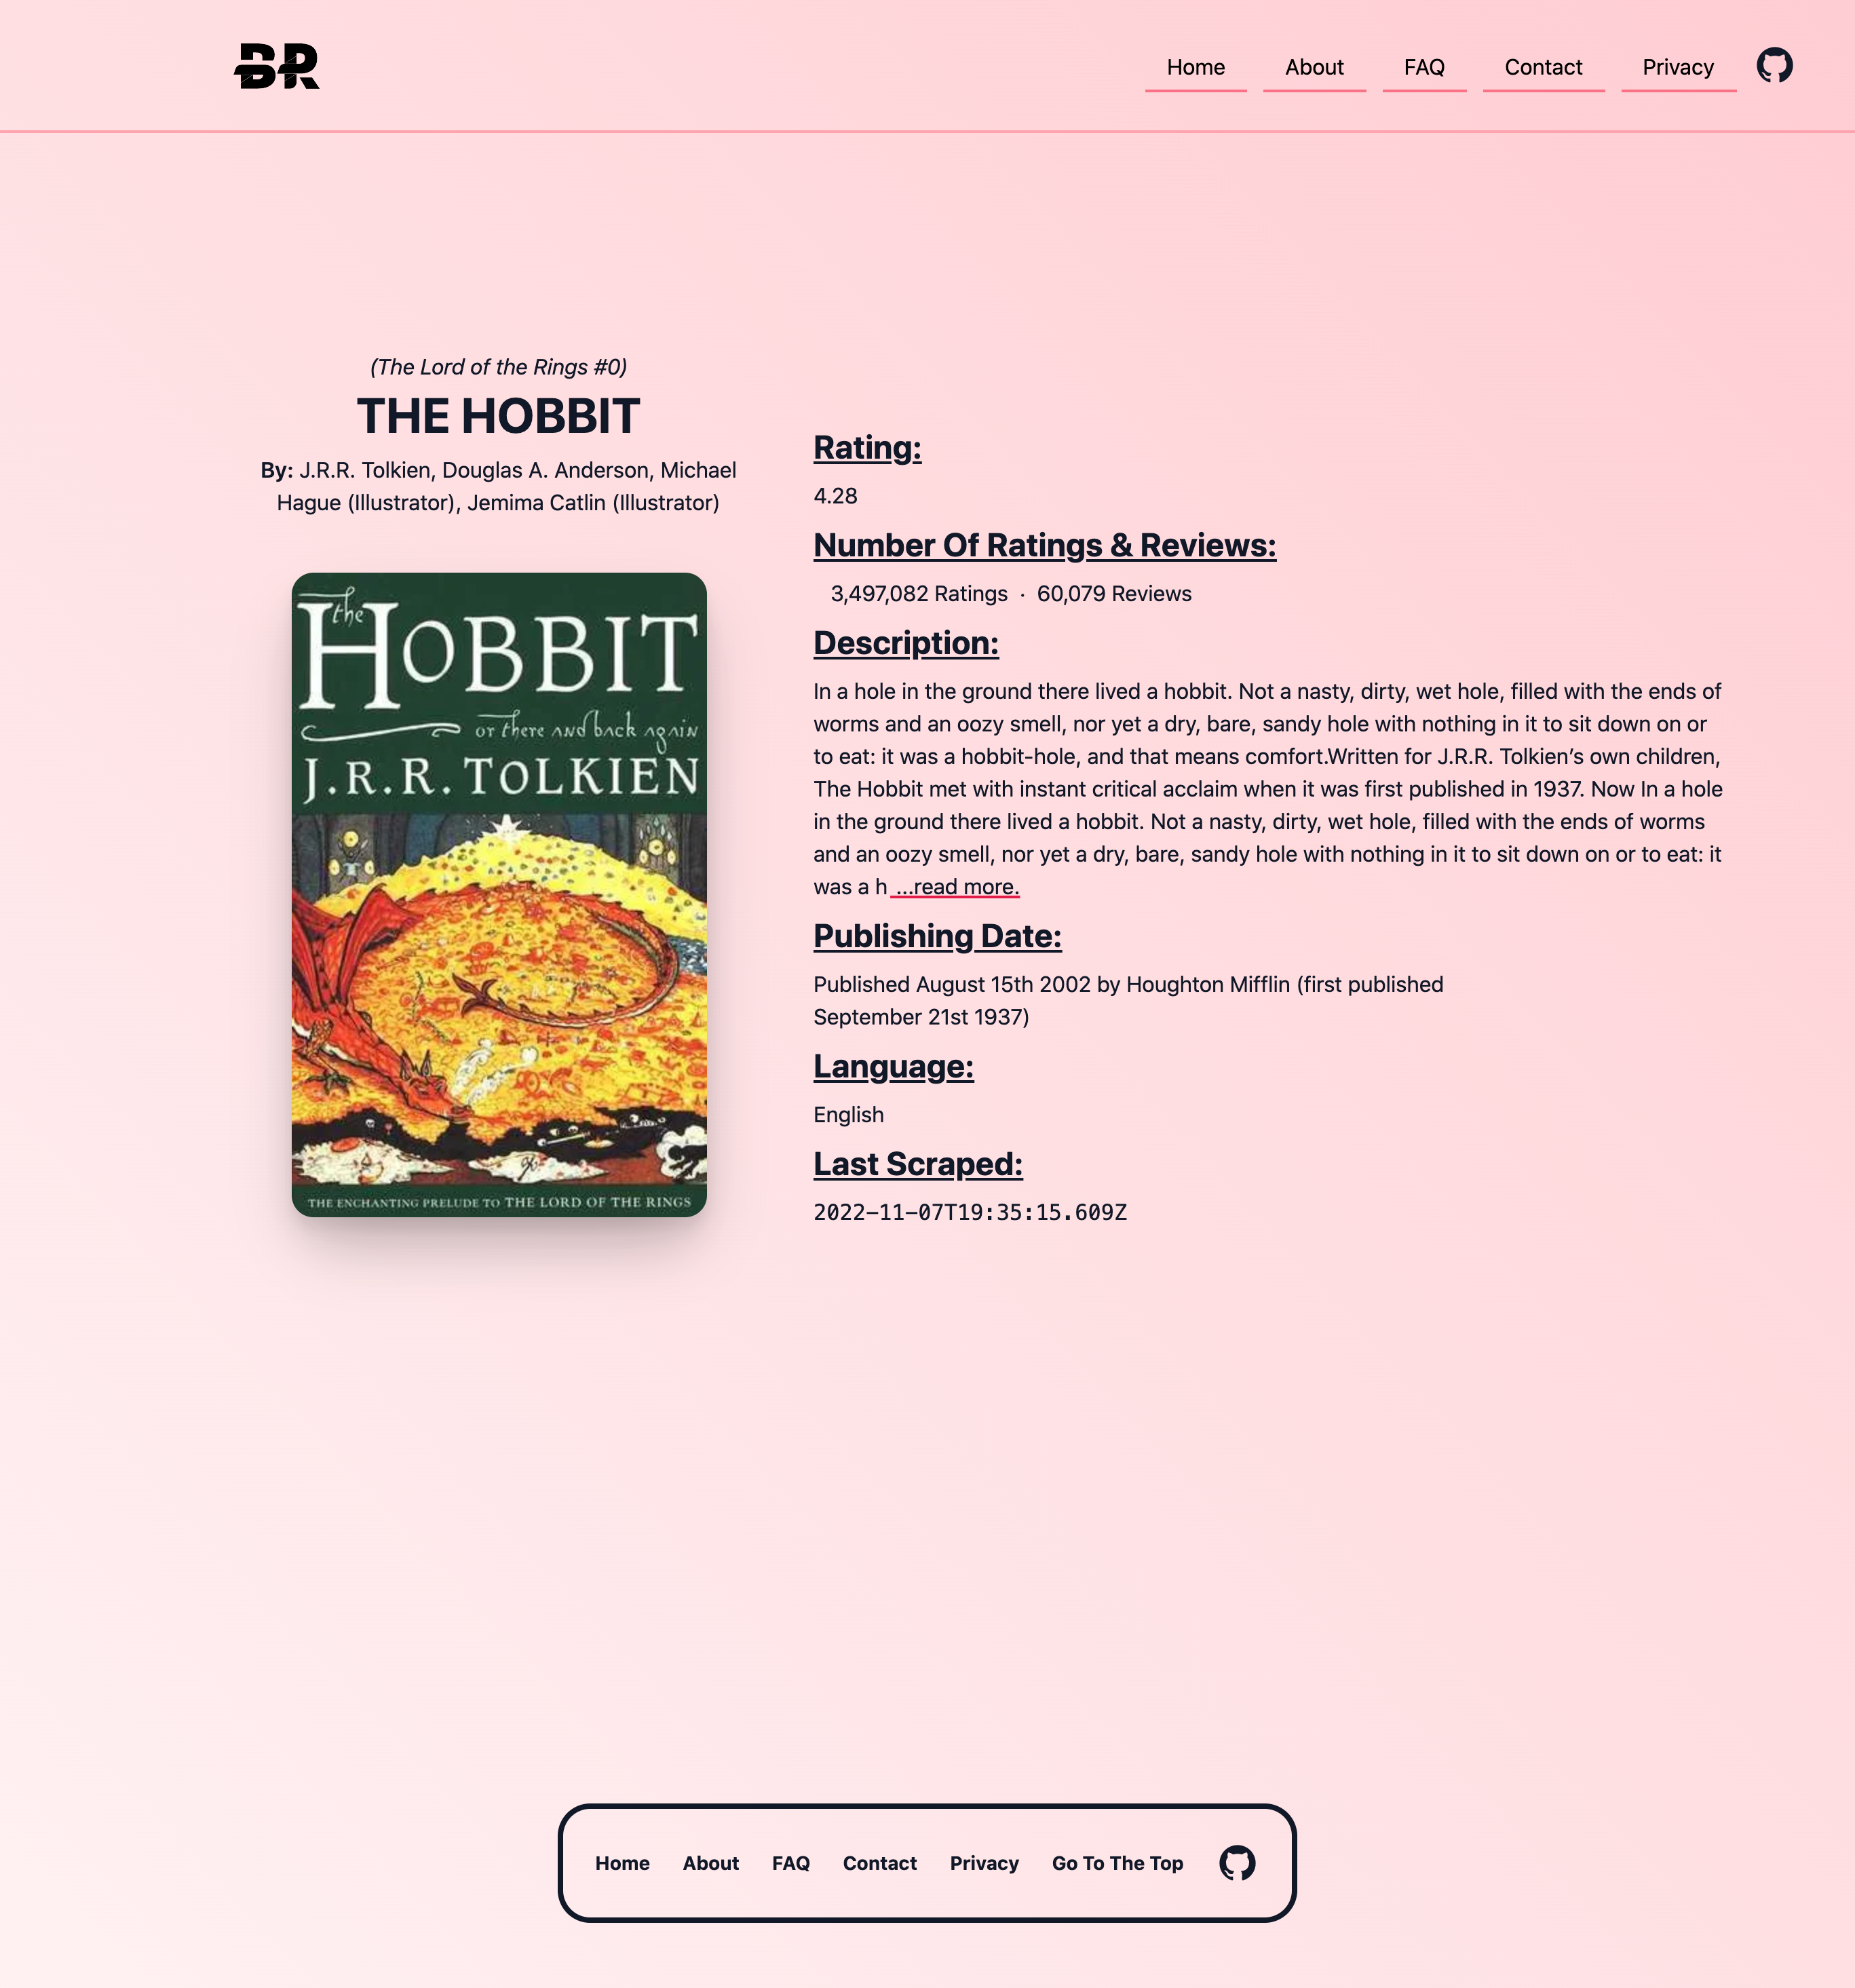 BR
Home About FAQ Contact Privacy
(The Lord of the Rings #0)
THE HOBBIT
By: J.R.R. Tolkien, Douglas A. Anderson, Michael
Hague (Illustrator), Jemima Catlin (Illustrator)
the
HOBBIT
or there and back again
J.R.R. TOLKIEN
THE ENCHANTING PRELUDE TO THE LORD OF THE RINGS
Rating:
4.28
Number Of Ratings & Reviews:
3,497,082 Ratings · 60,079 Reviews
Description:
In a hole in the ground there lived a hobbit. Not a nasty, dirty, wet hole, filled with the ends of
worms and an oozy smell, nor yet a dry, bare, sandy hole with nothing in it to sit down on or
to eat: it was a hobbit-hole, and that means comfort.Written for J.R.R. Tolkien’s own children,
The Hobbit met with instant critical acclaim when it was first published in 1937. Now In a hole
in the ground there lived a hobbit. Not a nasty, dirty, wet hole, filled with the ends of worms
and an oozy smell, nor yet a dry, bare, sandy hole with nothing in it to sit down on or to eat: it
was a h ...read more.
Publishing Date:
Published August 15th 2002 by Houghton Mifflin (first published
September 21st 1937)
Language:
English
Last Scraped:
2022-11-07T19:35:15.609Z
Home About FAQ Contact Privacy Go To The Top